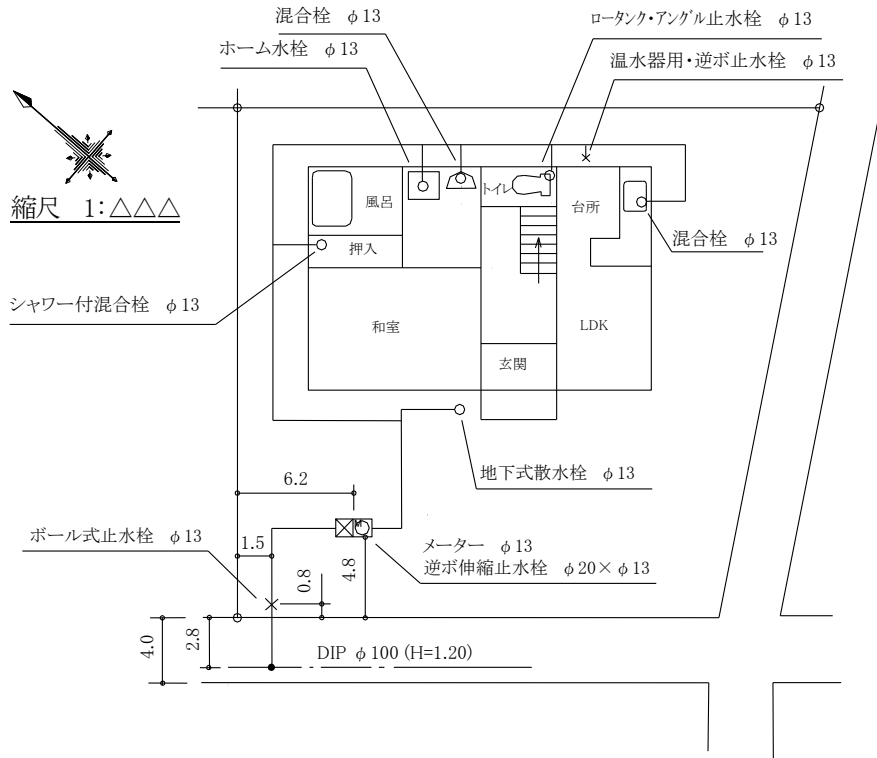 混合栓 φ13
ロータンク・アングル止水栓 φ13
ホーム水栓 φ13
温水器用・逆ボ止水栓 φ13
縮尺 1:△△△
風呂
トイレ
台所
押入
混合栓 φ13
シャワー付混合栓 φ13
和室
LDK
玄関
地下式散水栓 φ13
6.2
ボール式止水栓 φ13
1.5
M
メーター φ13
逆ボ伸縮止水栓 φ20×φ13
0.8
4.8
4.0
2.8
DIP φ100 (H=1.20)